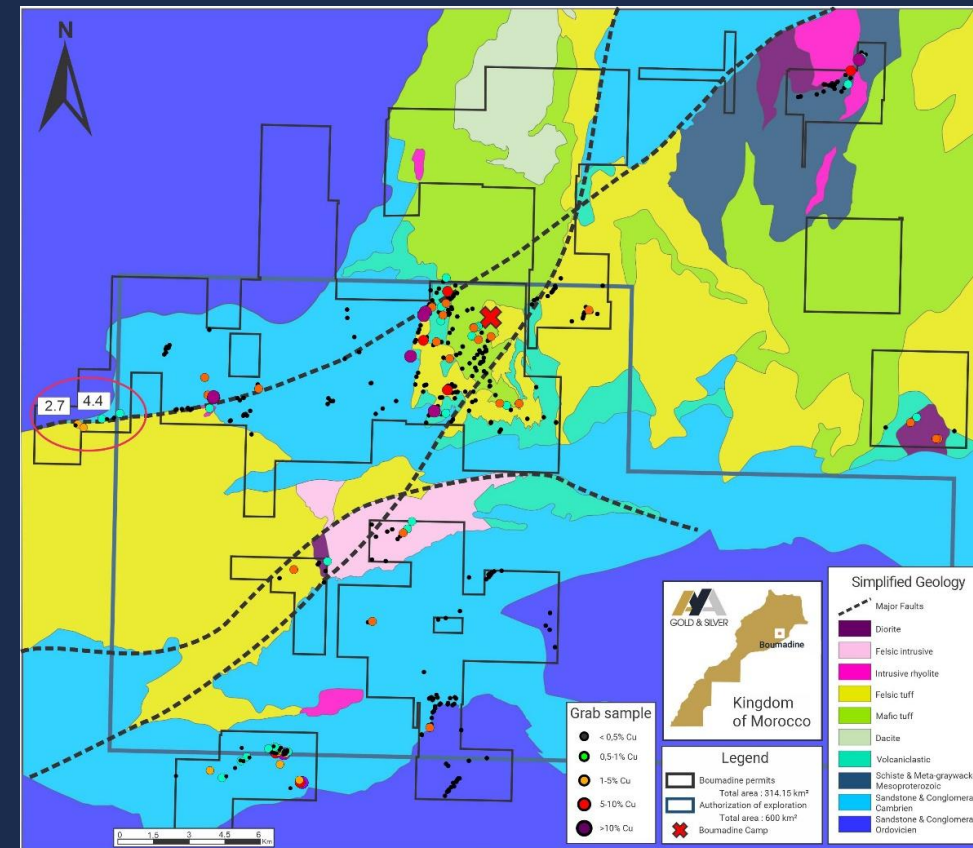 N
2.7
4.4
0 1,5 3 4,5 6
Km
Grab sample
< 0,5% Cu
0,5-1% Cu
1-5% Cu
5-10% Cu
>10% Cu
GOLD & SILVER
Boumadine
Kingdom
of Morocco
Legend
Boumadine permits
Total area : 314.15 km²
Authorization of exploration
Total area : 600 km²
Boumadine Camp
Simplified Geology
Major Faults
Diorite
Felsic intrusive
Intrusive rhyolite
Felsic tuff
Mafic tuff
Dacite
Volcaniclastic
Schiste & Meta-graywack
Mesoproterozoic
Sandstone & Conglomera
Cambrien
Sandstone & Conglomera
Ordovicien